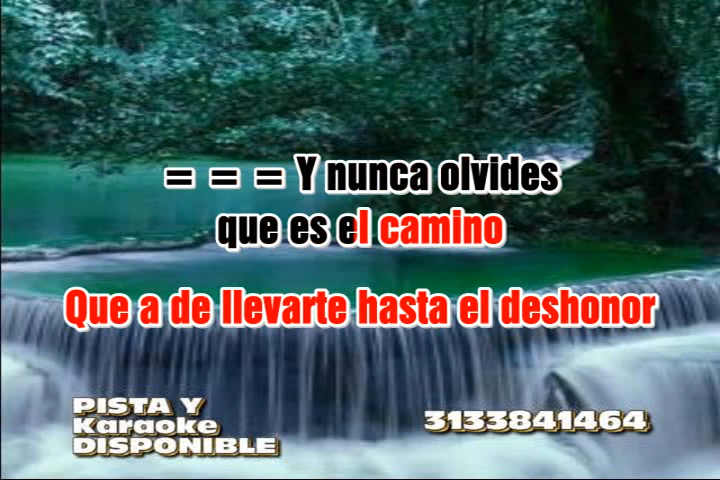 = = = Y nunca olvides
que es el camino
Que a de llevarte hasta el deshonor
PISTA Y
Karaoke
DISPONIBLE
3133841464